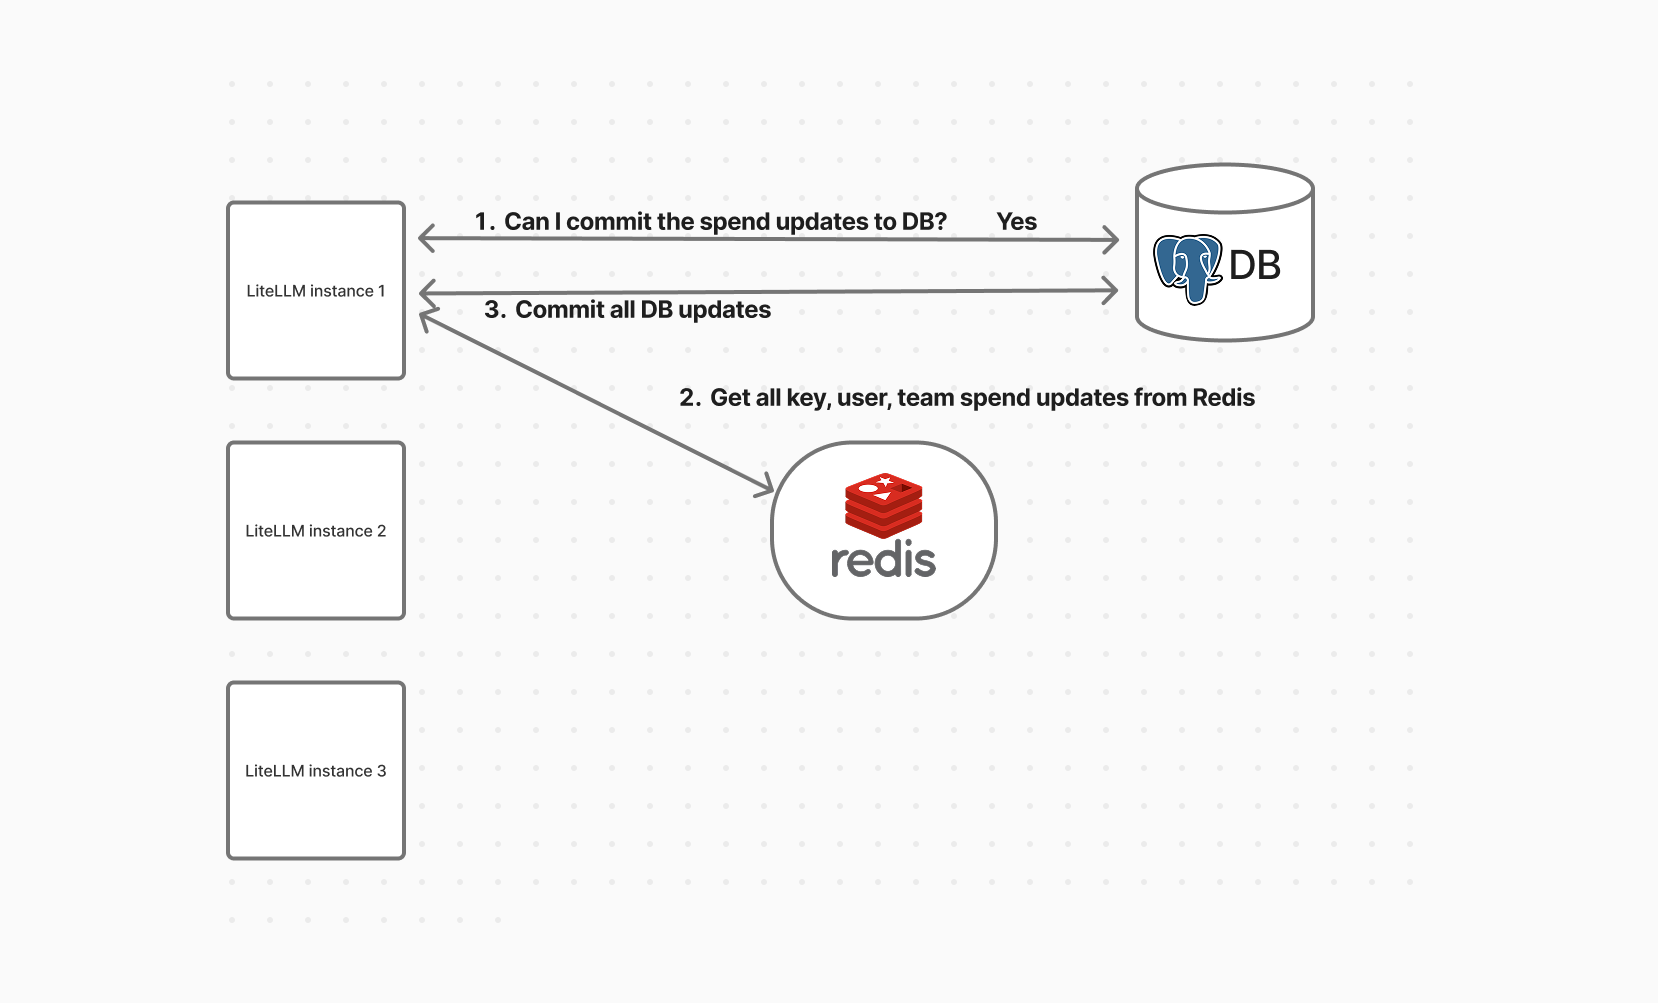 1. Can I commit the spend updates to DB? Yes
DB
LiteLLM instance 1
3. Commit all DB updates
2. Get all key, user, team spend updates from Redis
LiteLLM instance 2
redis
LiteLLM instance 3